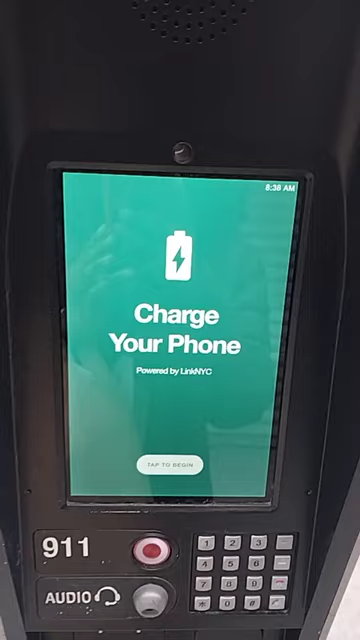 8:38 AM
Charge
Your Phone
Powered by LinkNYC
TAP TO BEGIN
911
1 2 3
4 5 6
7 8 9
AUDIO
* 0 #